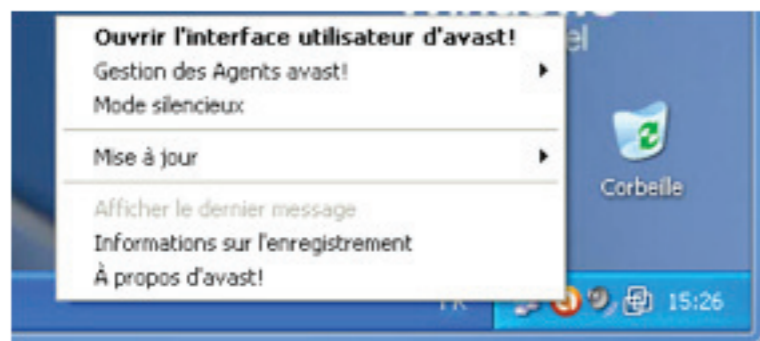 Ouvrir l'interface utilisateur d'avast!
Gestion des Agents avast!
Mode silencieux
Mise à jour
Afficher le dernier message
Informations sur l'enregistrement
À propos d'avast!
Corbeille
15:26